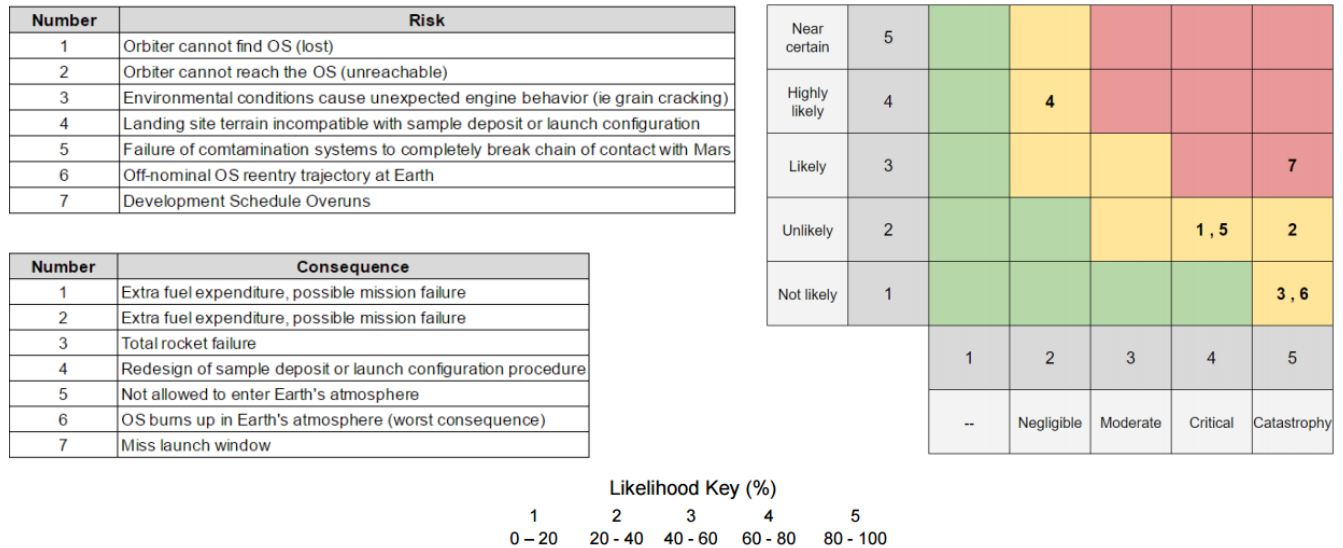 Number Risk
1 Orbiter cannot find OS (lost)
2 Orbiter cannot reach the OS (unreachable)
3 Environmental conditions cause unexpected engine behavior (ie grain cracking)
4 Landing site terrain incompatible with sample deposit or launch configuration
5 Failure of comtamination systems to completely break chain of contact with Mars
6 Off-nominal OS reentry trajectory at Earth
7 Development Schedule Overuns
Number Consequence
1 Extra fuel expenditure, possible mission failure
2 Extra fuel expenditure, possible mission failure
3 Total rocket failure
4 Redesign of sample deposit or launch configuration procedure
5 Not allowed to enter Earth's atmosphere
6 OS burns up in Earth's atmosphere (worst consequence)
7 Miss launch window
Near
certain 5
Highly
likely 4 4
Likely 3 7
Unlikely 2 1 , 5 2
Not likely 1 3 , 6
1 2 3 4 5
-- Negligible Moderate Critical Catastrophy
Likelihood Key (%)
1 2 3 4 5
0 – 20 20 - 40 40 - 60 60 - 80 80 - 100